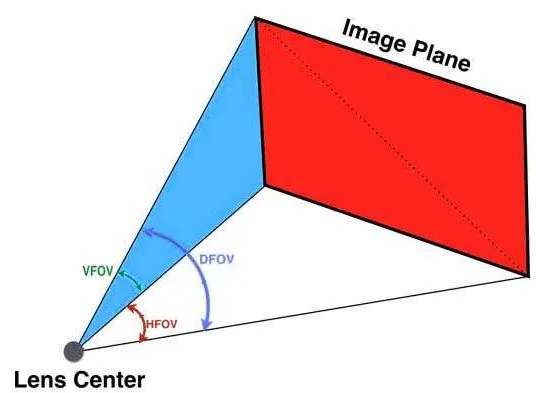 Image Plane
DFOV
VFOV
HFOV
Lens Center